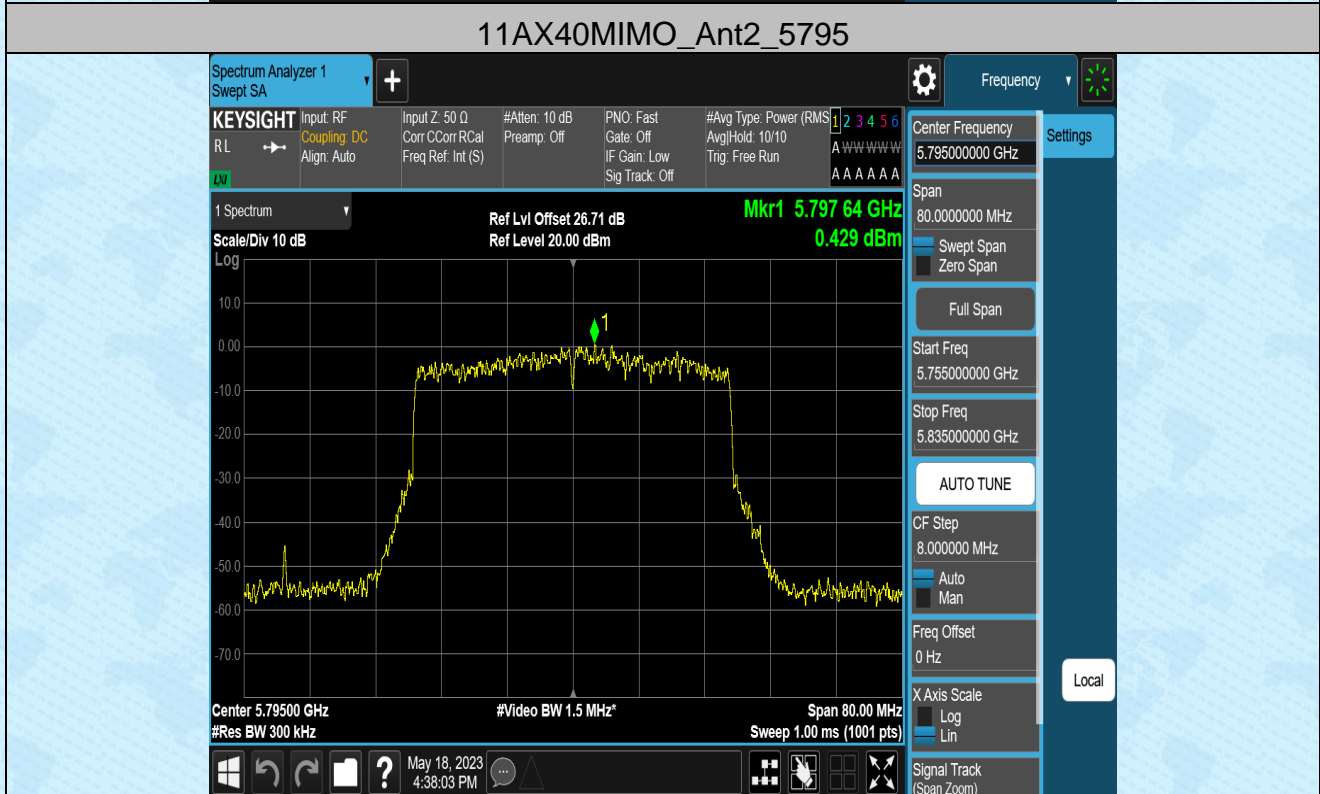 11AX40MIMO_Ant2_5795
Spectrum Analyzer 1
Swept SA
Frequency
KEYSIGHT
RL
LXI
Input: RF
Coupling: DC
Align: Auto
Input Z: 50 Ω
Corr CCorr RCal
Freq Ref: Int (S)
#Atten: 10 dB
Preamp: Off
PNO: Fast
Gate: Off
IF Gain: Low
Sig Track: Off
#Avg Type: Power (RMS
Avg|Hold: 10/10
Trig: Free Run
1 2 3 4 5 6
A W W W W W
A A A A A A
1 Spectrum
Scale/Div 10 dB
Ref Lvl Offset 26.71 dB
Ref Level 20.00 dBm
Mkr1 5.797 64 GHz
0.429 dBm
Log
10.0
0.00
-10.0
-20.0
-30.0
-40.0
-50.0
-60.0
-70.0
1
Center 5.79500 GHz
#Res BW 300 kHz
#Video BW 1.5 MHz*
Span 80.00 MHz
Sweep 1.00 ms (1001 pts)
Center Frequency
5.795000000 GHz
Settings
Span
80.0000000 MHz
Swept Span
Zero Span
Full Span
Start Freq
5.755000000 GHz
Stop Freq
5.835000000 GHz
AUTO TUNE
CF Step
8.000000 MHz
Auto
Man
Freq Offset
0 Hz
X Axis Scale
Log
Lin
Local
Signal Track
(Span Zoom)
?
May 18, 2023
4:38:03 PM